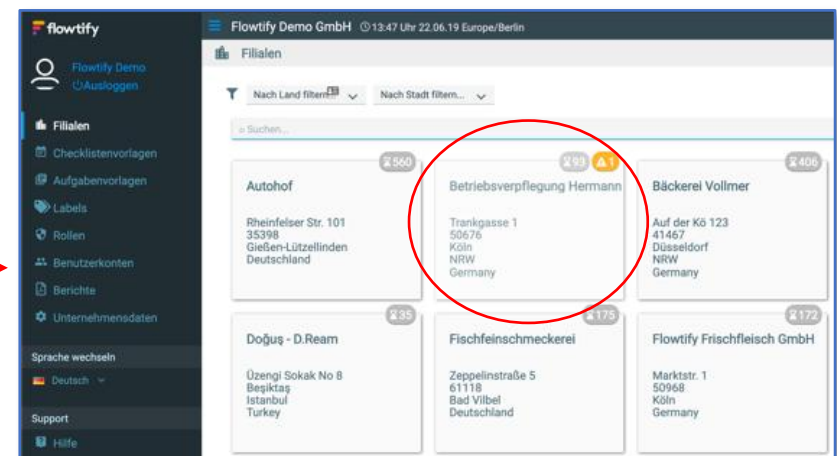 flowtify
Flowtify Demo GmbH 13:47 Uhr 22.06.19 Europe/Berlin
Flowtify Demo
Ausloggen
Filialen
Checklistenvorlagen
Aufgabenvorlagen
Labels
Rollen
Benutzerkonten
Berichte
Unternehmensdaten
Sprache wechseln
Deutsch
Support
Hilfe
Filialen
Nach Land filtern... Nach Stadt filtern...
Suchen...
560
Autohof
Rheinfelser Str. 101
35398
Gießen-Lützellinden
Deutschland
93 1
Betriebsverpflegung Hermann
Trankgasse 1
50676
Köln
NRW
Germany
406
Bäckerei Vollmer
Auf der Kö 123
41467
Düsseldorf
NRW
Germany
35
Doğuş - D.Ream
Üzengi Sokak No 8
Beşiktaş
Istanbul
Turkey
175
Fischfeinschmeckerei
Zeppelinstraße 5
61118
Bad Vilbel
Deutschland
172
Flowtify Frischfleisch GmbH
Marktstr. 1
50968
Köln
Germany